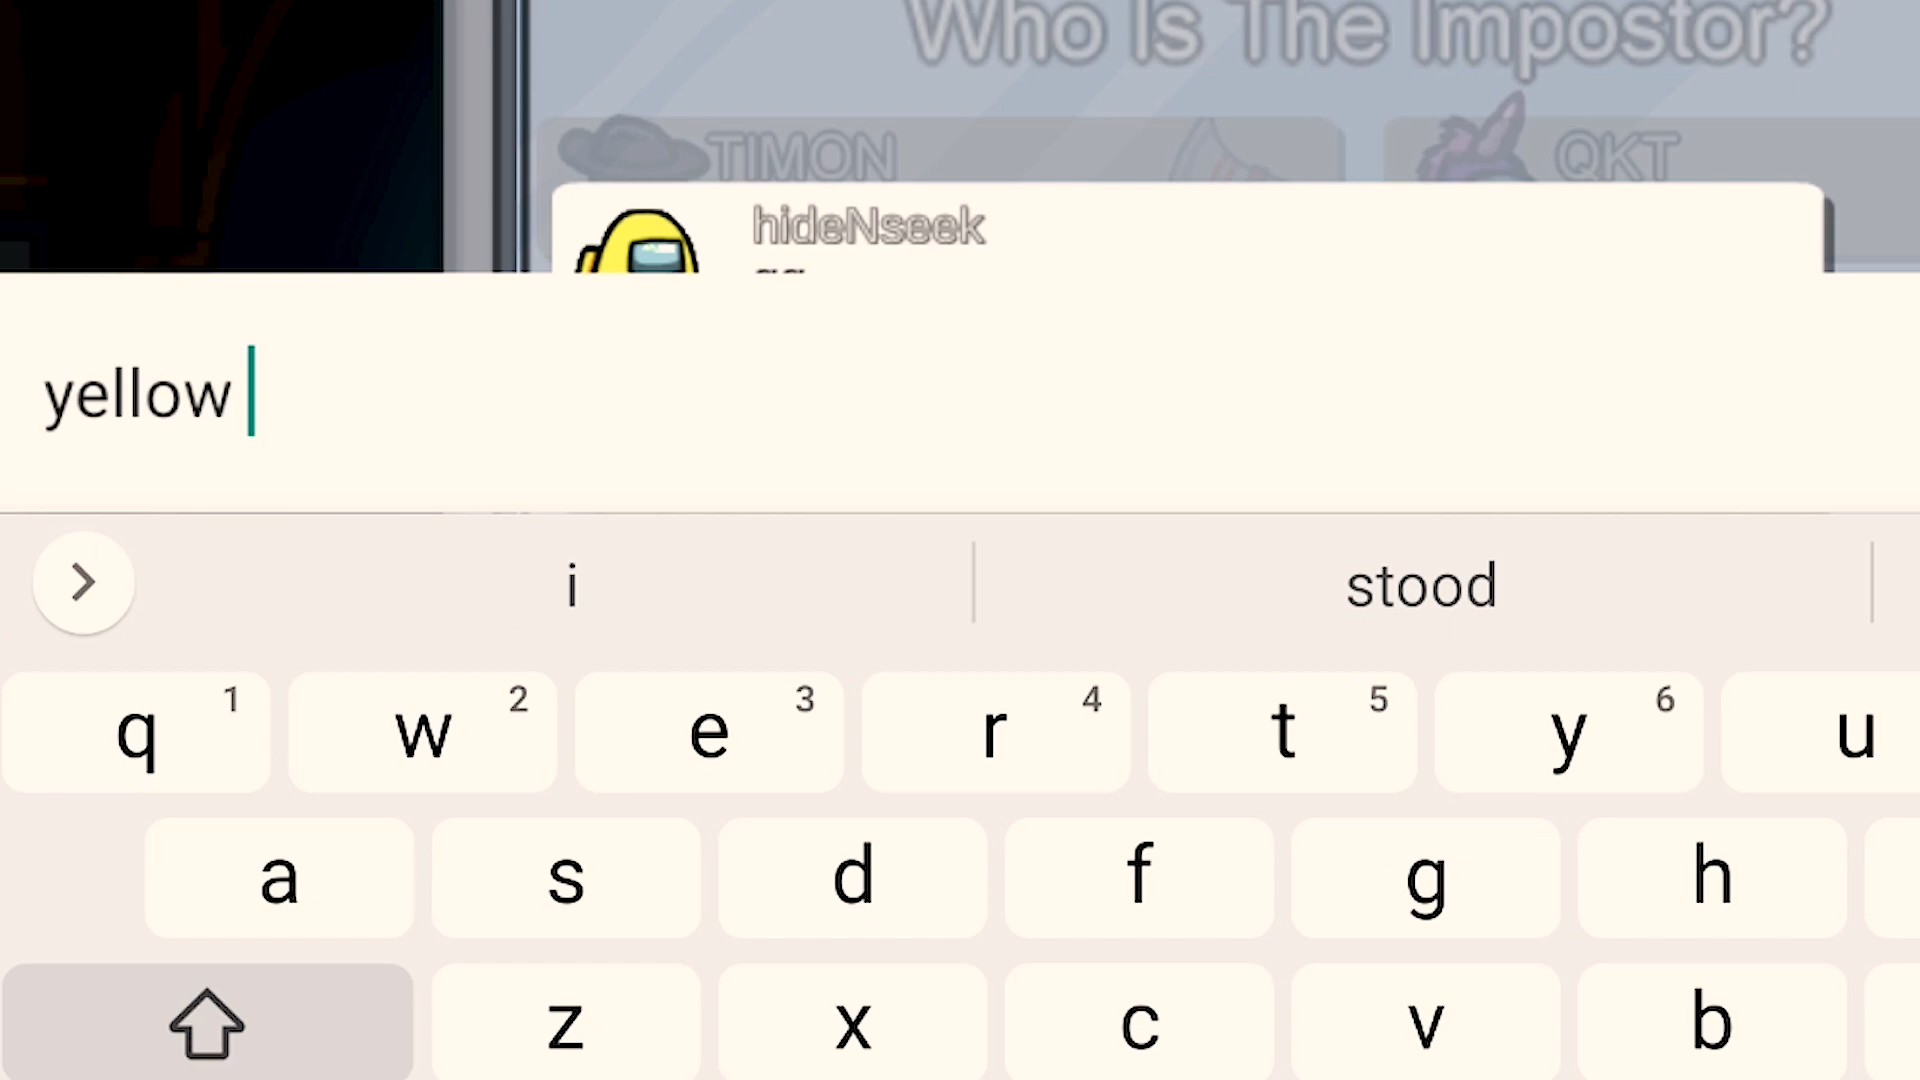 Who Is The Impostor?
TIMON
QKT
hideNseek
yellow
i
stood
q 1 w 2 e 3 r 4 t 5 y 6 u
a s d f g h
z x c v b